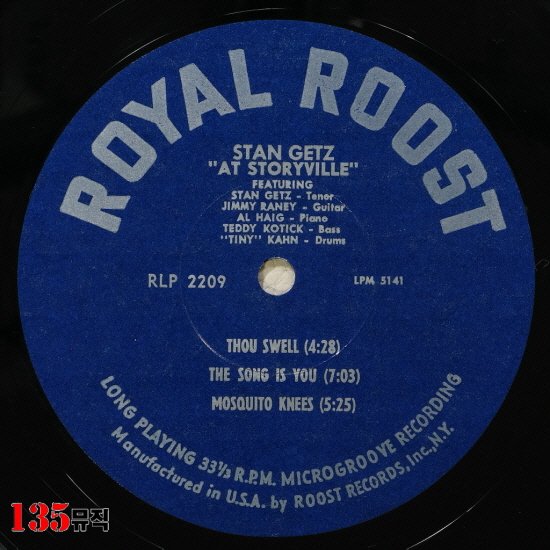 ROYAL ROOST
STAN GETZ
"AT STORYVILLE"
FEATURING
STAN GETZ - Tenor
JIMMY RANEY - Guitar
AL HAIG - Piano
TEDDY KOTICK - Bass
"TINY" KAHN - Drums
RLP 2209
LPM 5141
THOU SWELL (4:28)
THE SONG IS YOU (7:03)
MOSQUITO KNEES (5:25)
LONG PLAYING 33⅓ R.P.M. MICROGROOVE RECORDING
Manufactured in U.S.A. by ROOST RECORDS, Inc., N.Y.
135뮤직